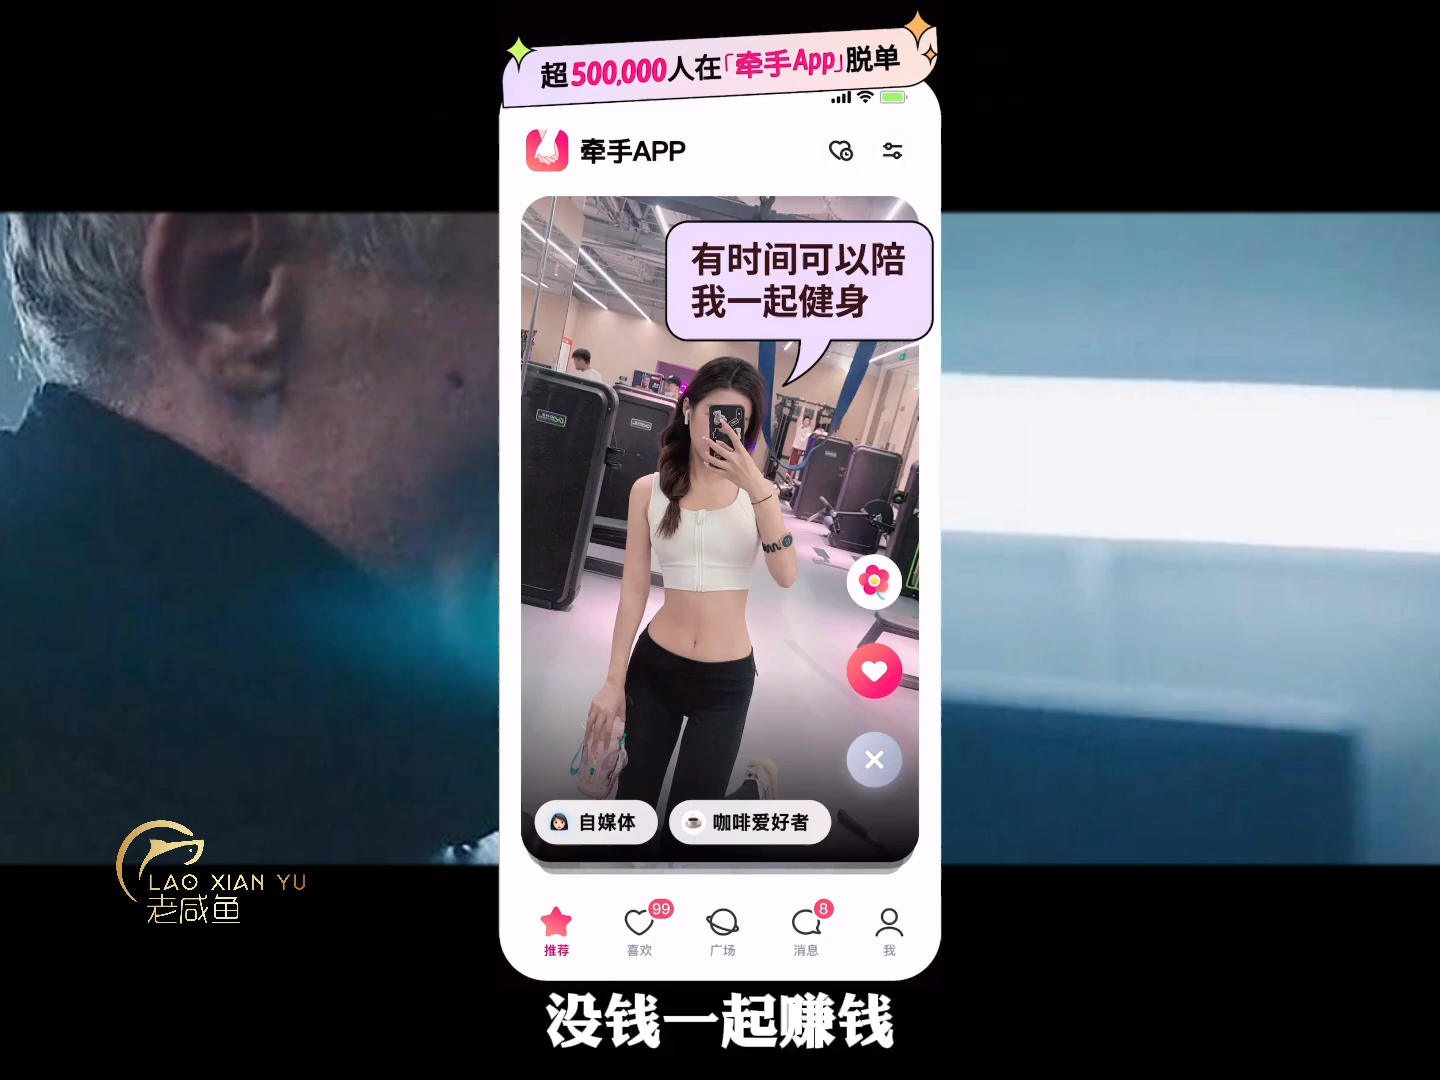 超500,000人在「牵手App」脱单
牵手APP
有时间可以陪
我一起健身
自媒体
咖啡爱好者
99
8
推荐
喜欢
广场
消息
我
LAO XIAN YU
老咸鱼
没钱一起赚钱